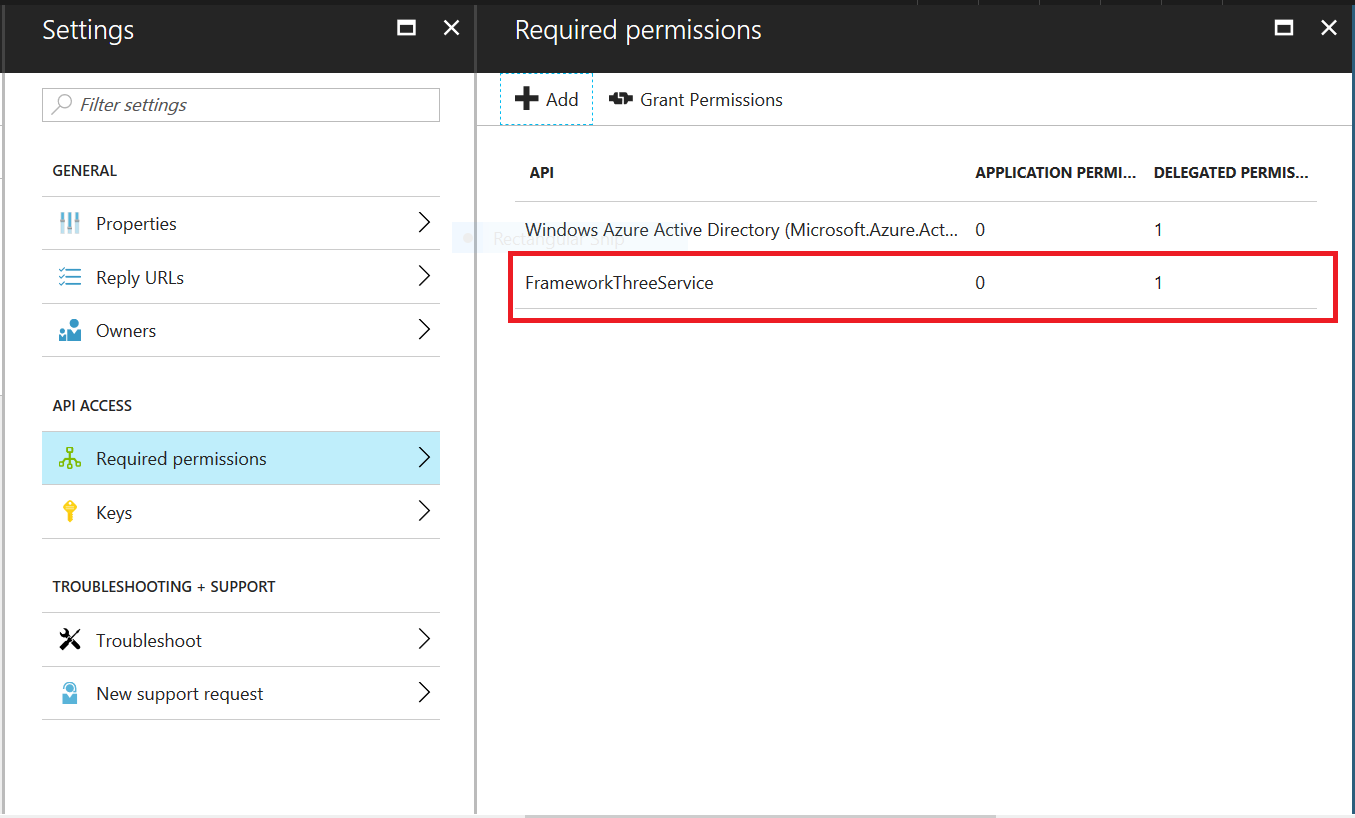 Settings
Filter settings
GENERAL
Properties
Reply URLs
Owners
API ACCESS
Required permissions
Keys
TROUBLESHOOTING + SUPPORT
Troubleshoot
New support request
Required permissions
Add
Grant Permissions
API APPLICATION PERMI... DELEGATED PERMIS...
Windows Azure Active Directory (Microsoft.Azure.Act... 0 1
Rectangular Snip
FrameworkThreeService 0 1